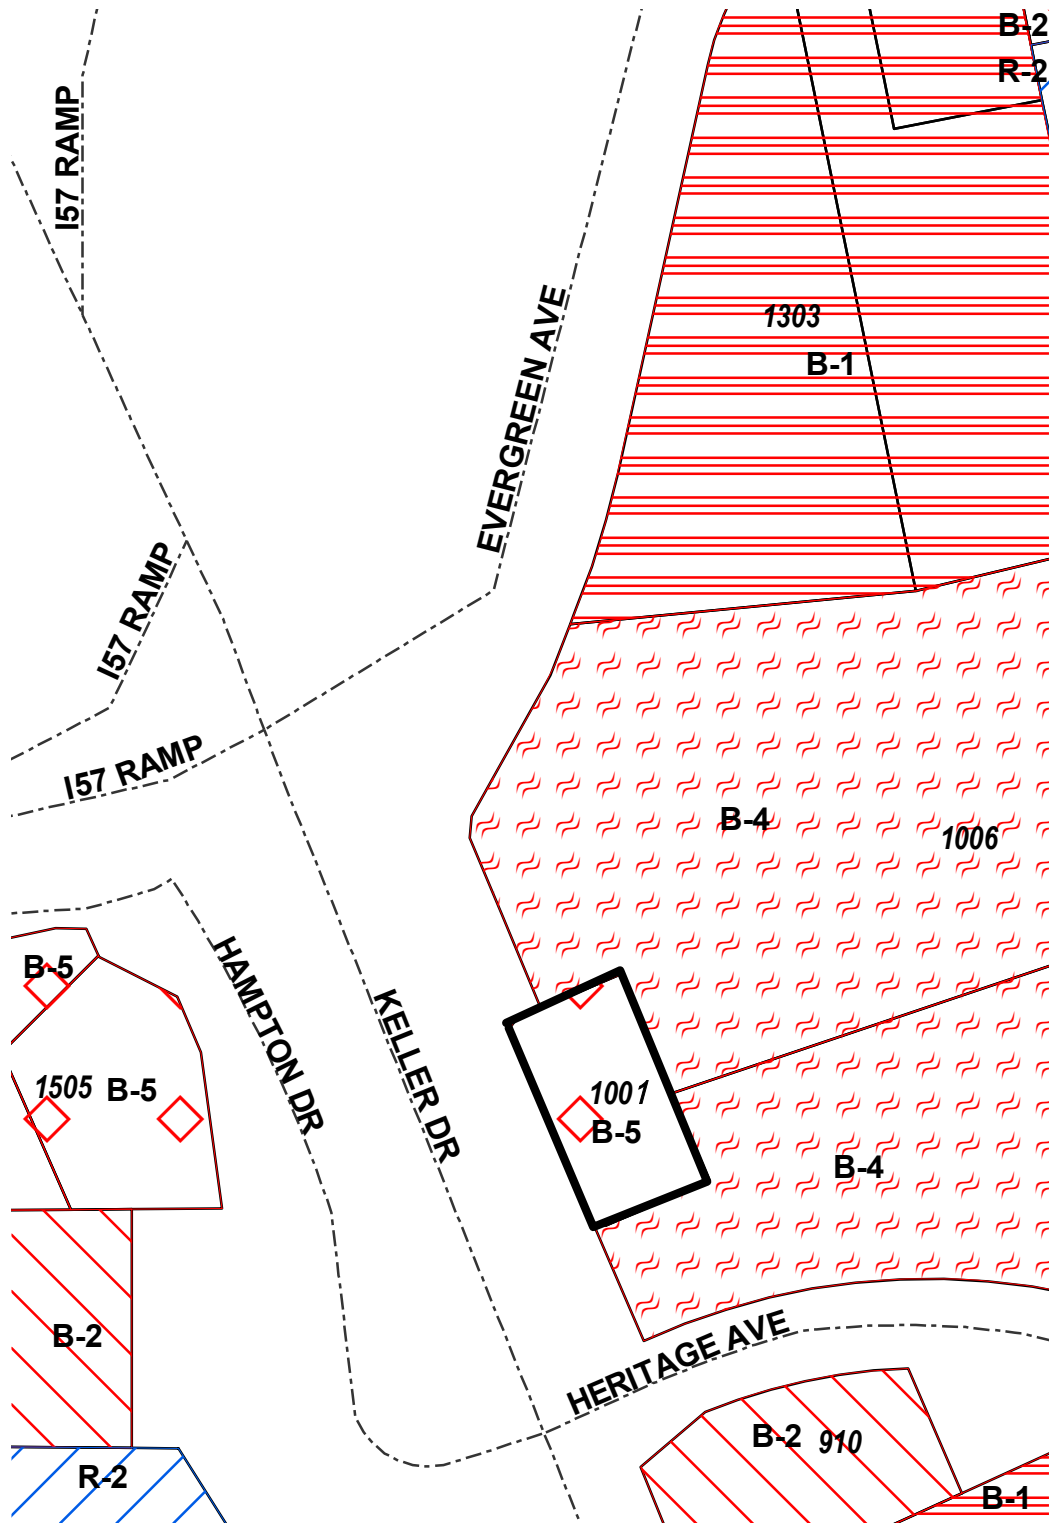 B-2
R-2
I57 RAMP
EVERGREEN AVE
1303
B-1
I57 RAMP
I57 RAMP
B-4
1006
B-5
HAMPTON DR
KELLER DR
1505 B-5
1001
B-5
B-4
B-2
HERITAGE AVE
B-2 910
R-2
B-1